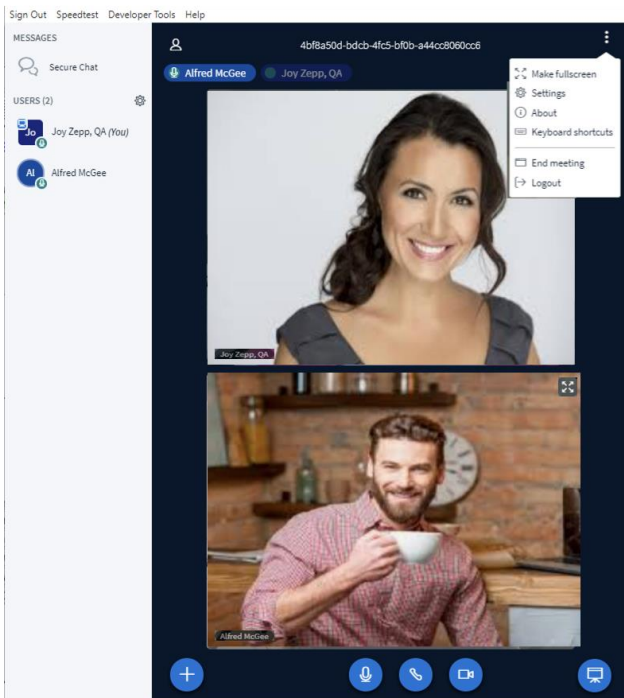 Sign Out Speedtest Developer Tools Help
MESSAGES
Secure Chat
USERS (2)
Jo
Joy Zepp, QA (You)
Al
Alfred McGee
4bf8a50d-bdcb-4fc5-bf0b-a44cc8060cc6
Alfred McGee
Joy Zepp, QA
Make fullscreen
Settings
About
Keyboard shortcuts
End meeting
Logout
Joy Zepp, QA
Alfred McGee